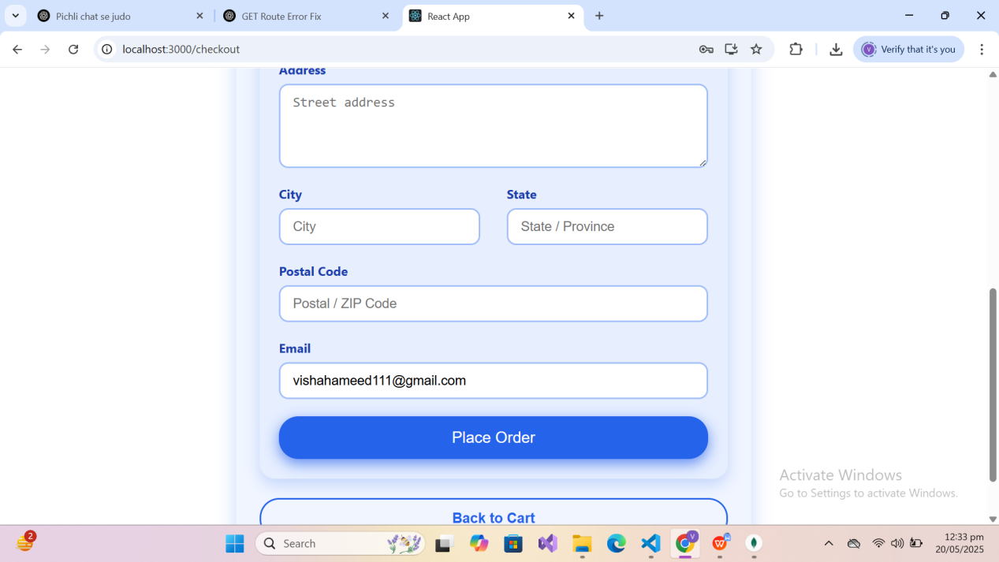 Pichli chat se judo
GET Route Error Fix
React App
localhost:3000/checkout
Verify that it's you
Address
Street address
City
State
City
State / Province
Postal Code
Postal / ZIP Code
Email
vishahameed111@gmail.com
Place Order
Back to Cart
Activate Windows
Go to Settings to activate Windows.
2
Search
V
V
W
12:33 pm
20/05/2025